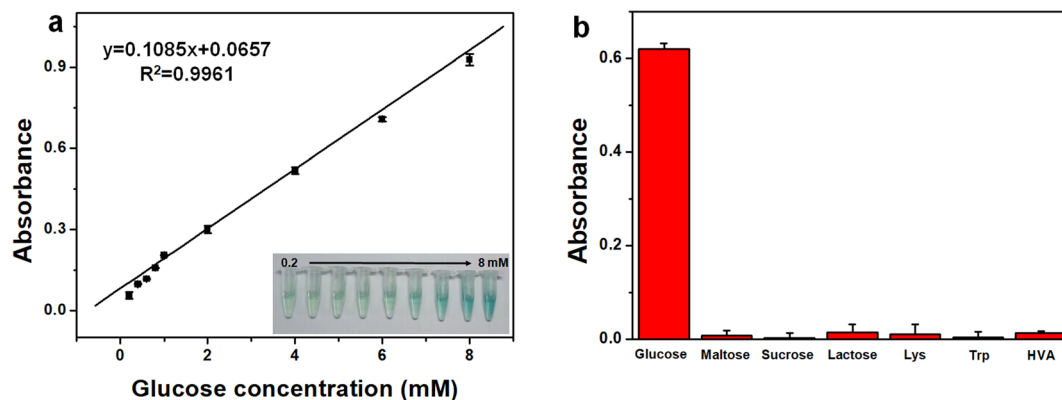 a
y=0.1085x+0.0657
R²=0.9961
0.9
0.6
0.3
0.0
Absorbance
0.2
8 mM
0
2
4
6
8
Glucose concentration (mM)
b
0.6
0.4
0.2
0.0
Absorbance
Glucose Maltose Sucrose Lactose Lys Trp HVA